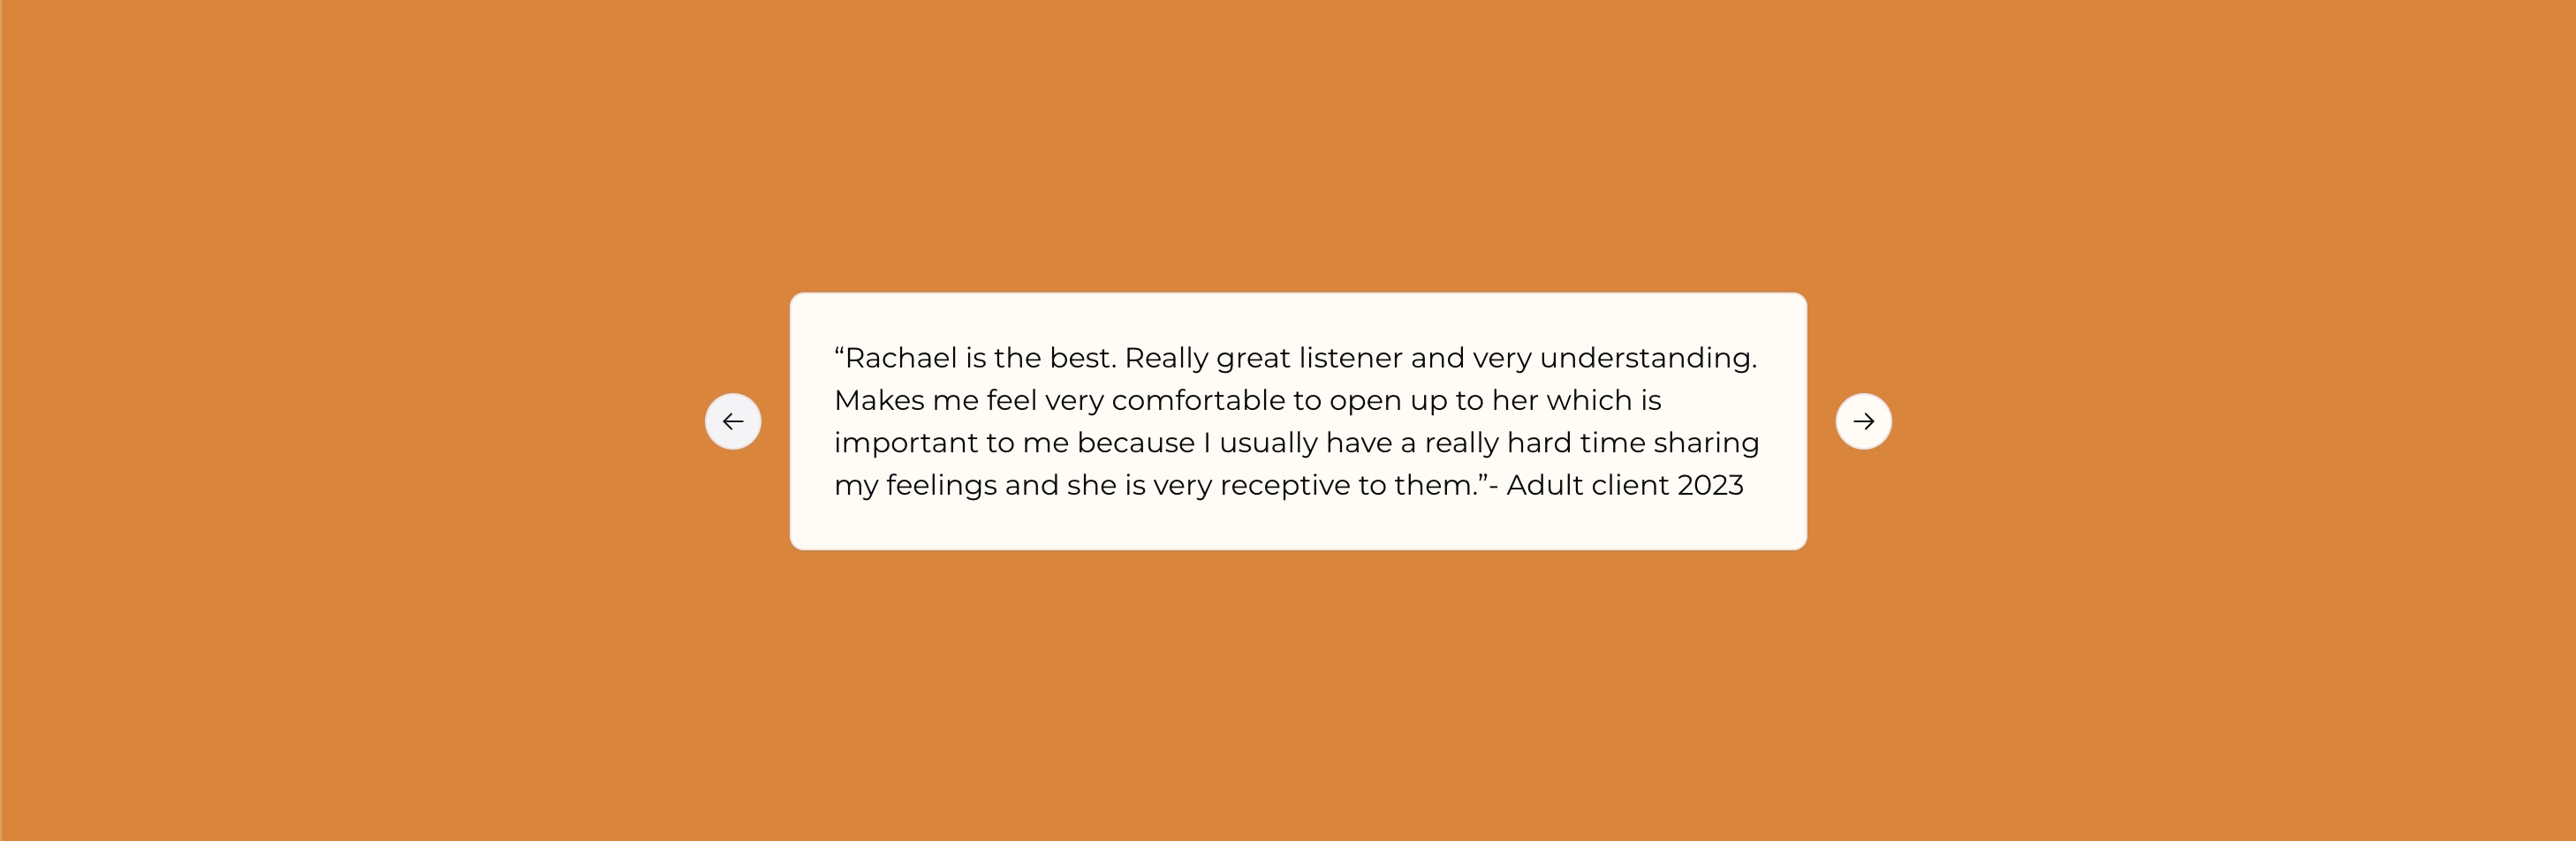 “Rachael is the best. Really great listener and very understanding.
Makes me feel very comfortable to open up to her which is
important to me because I usually have a really hard time sharing
my feelings and she is very receptive to them.”- Adult client 2023